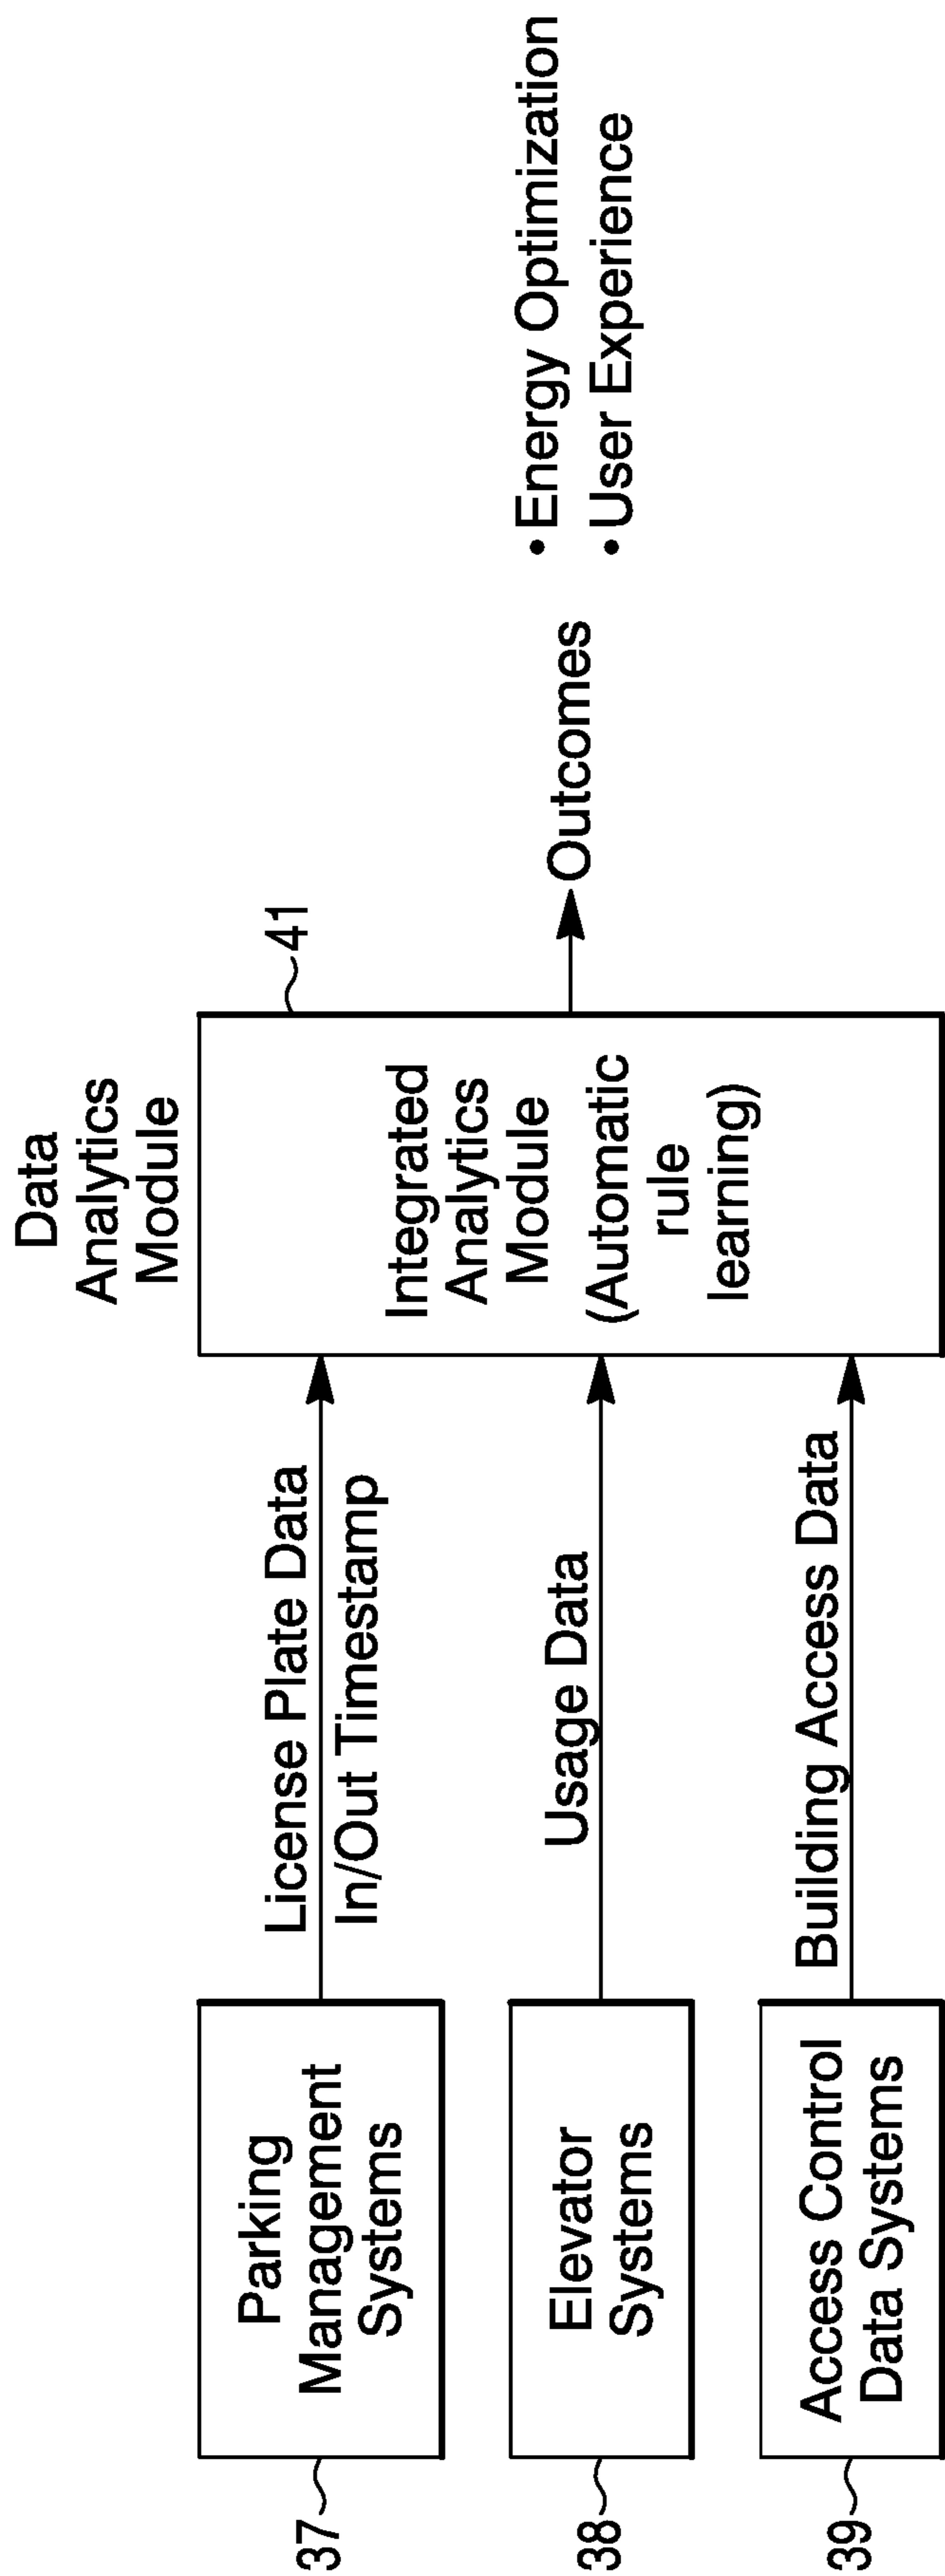 Data
Analytics
Module
37
Parking
Management
Systems
License Plate Data
In/Out Timestamp
41
38
Elevator
Systems
Usage Data
Integrated
Analytics
Module
(Automatic
rule
learning)
Outcomes
• Energy Optimization
• User Experience
39
Access Control
Data Systems
Building Access Data